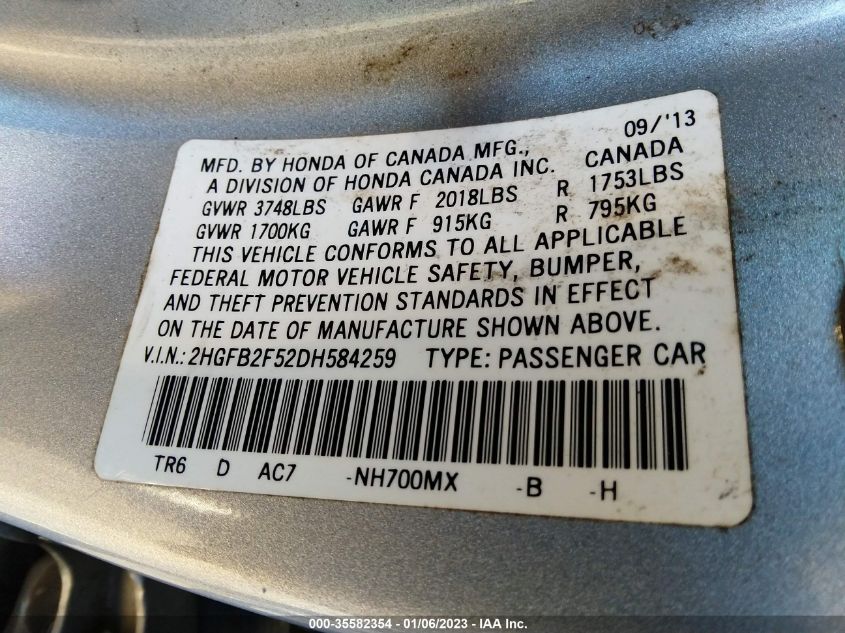 09/'13
MFD. BY HONDA OF CANADA MFG.,
A DIVISION OF HONDA CANADA INC. CANADA
GVWR 3748LBS GAWR F 2018LBS R 1753LBS
GVWR 1700KG GAWR F 915KG R 795KG
THIS VEHICLE CONFORMS TO ALL APPLICABLE
FEDERAL MOTOR VEHICLE SAFETY, BUMPER,
AND THEFT PREVENTION STANDARDS IN EFFECT
ON THE DATE OF MANUFACTURE SHOWN ABOVE.
V.I.N.: 2HGFB2F52DH584259 TYPE: PASSENGER CAR
TR6 D AC7 -NH700MX -B -H
000-35582354 - 01/06/2023 - IAA Inc.